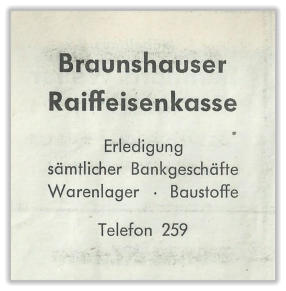 Braunshauser
Raiffeisenkasse
Erledigung
sämtlicher Bankgeschäfte
Warenlager · Baustoffe
Telefon 259